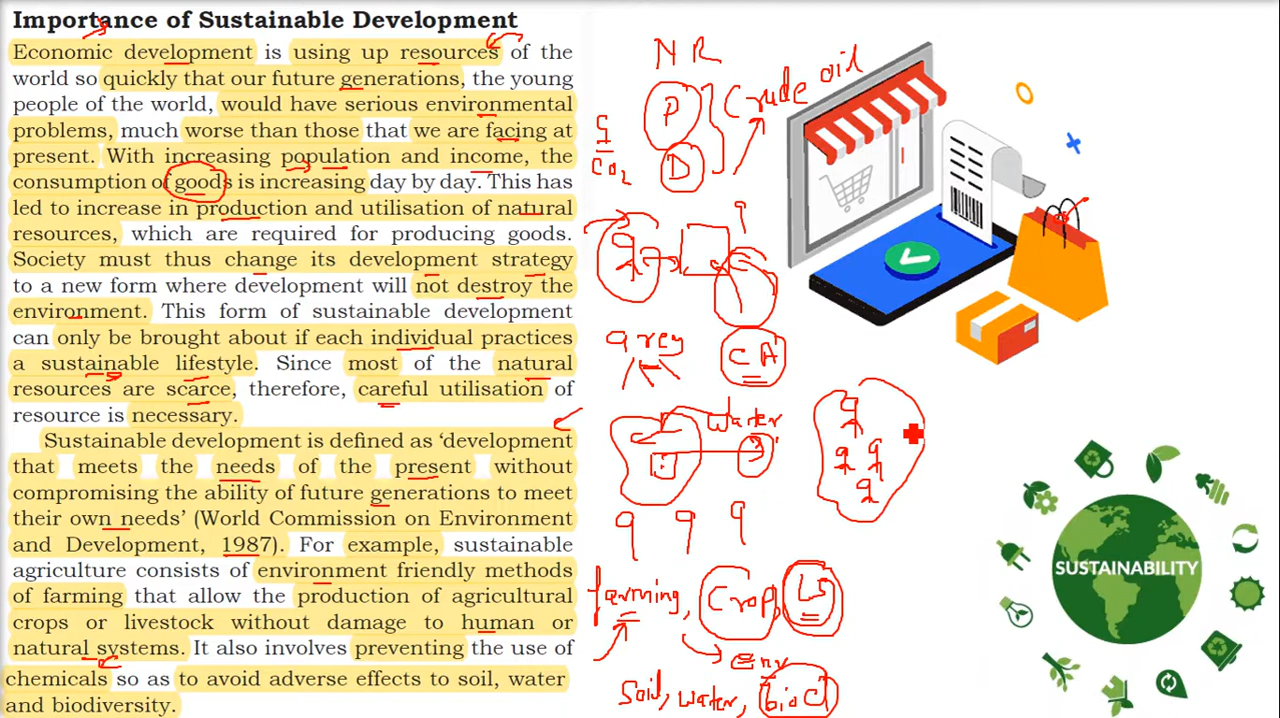 Importance of Sustainable Development
Economic development is using up resources of the
world so quickly that our future generations, the young
people of the world, would have serious environmental
problems, much worse than those that we are facing at
present. With increasing population and income, the
consumption of goods is increasing day by day. This has
led to increase in production and utilisation of natural
resources, which are required for producing goods.
Society must thus change its development strategy
to a new form where development will not destroy the
environment. This form of sustainable development
can only be brought about if each individual practices
a sustainable lifestyle. Since most of the natural
resources are scarce, therefore, careful utilisation of
resource is necessary.
Sustainable development is defined as ‘development
that meets the needs of the present without
compromising the ability of future generations to meet
their own needs’ (World Commission on Environment
and Development, 1987). For example, sustainable
agriculture consists of environment friendly methods
of farming that allow the production of agricultural
crops or livestock without damage to human or
natural systems. It also involves preventing the use of
chemicals so as to avoid adverse effects to soil, water
and biodiversity.
N R
P
Crude oil
CO2
D
C A
Water
farming, Crop, LS
Env
Soil, water, bioD
SUSTAINABILITY